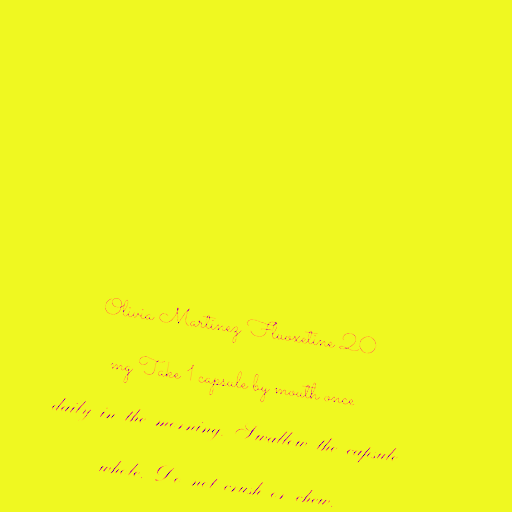 Olivia Martinez Fluoxetine 20
mg Take 1 capsule by mouth once
daily in the morning. Swallow the capsule
whole. Do not crush or chew.